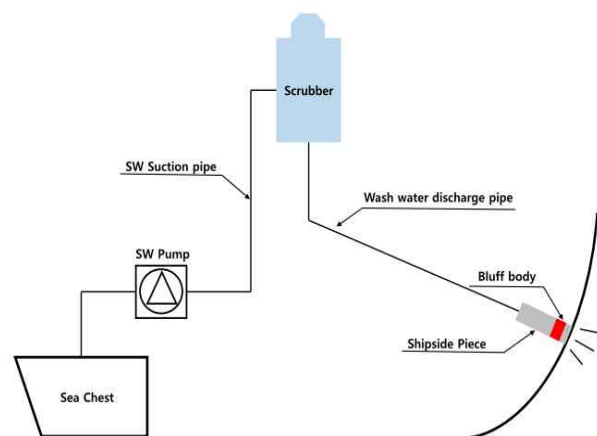 Scrubber
SW Suction pipe
Wash water discharge pipe
SW Pump
Bluff body
Shipside Piece
Sea Chest